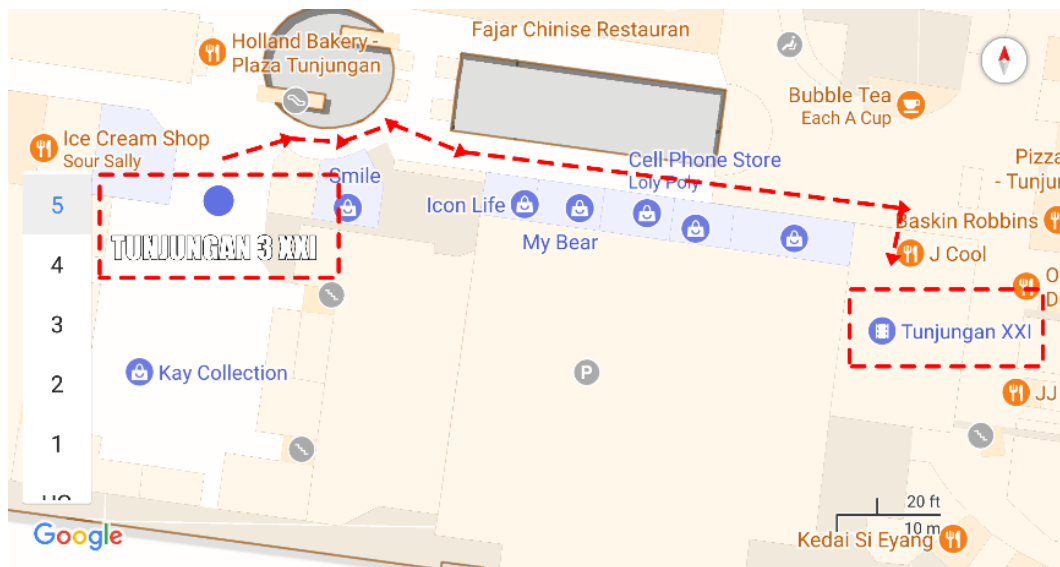 Fajar Chinise Restauran
Holland Bakery -
Plaza Tunjungan
Bubble Tea
Each A Cup
Ice Cream Shop
Sour Sally
Cell Phone Store
Loly Poly
Pizza
- Tunjun
Smile
5
Icon Life
Baskin Robbins
My Bear
TUNJUNGAN 3 XXI
J Cool
4
O
D
3
Tunjungan XXI
Kay Collection
P
2
JJ
1
20 ft
10 m
Google
Kedai Si Eyang